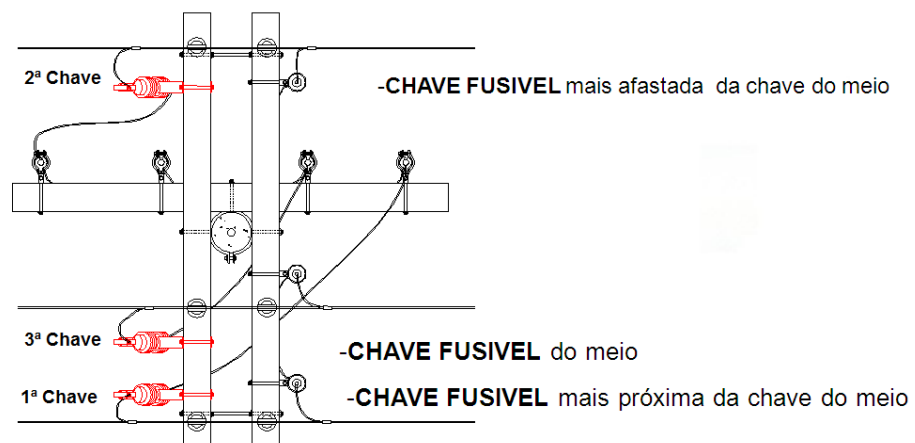 2ª Chave
-CHAVE FUSIVEL mais afastada da chave do meio
3ª Chave
-CHAVE FUSIVEL do meio
1ª Chave
-CHAVE FUSIVEL mais próxima da chave do meio